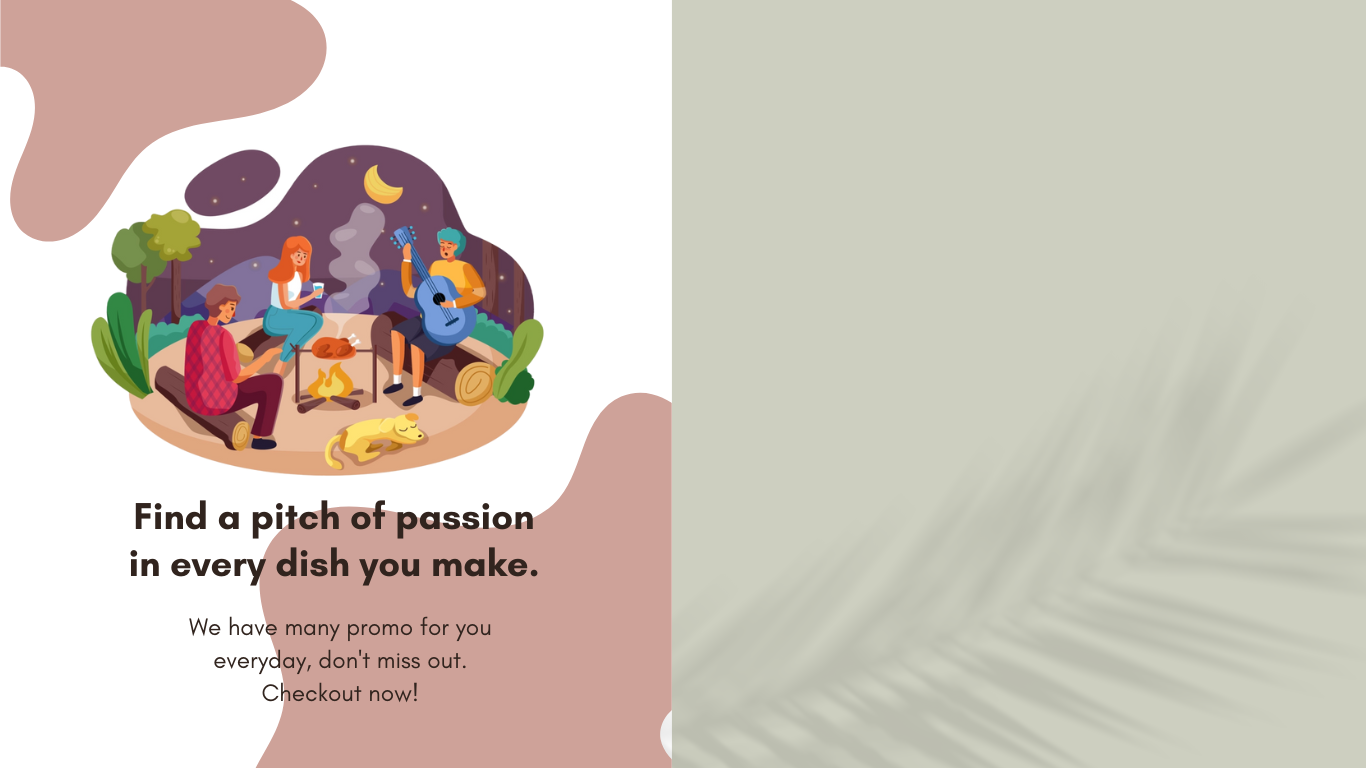 Find a pitch of passion
in every dish you make.
We have many promo for you
everyday, don't miss out.
Checkout now!